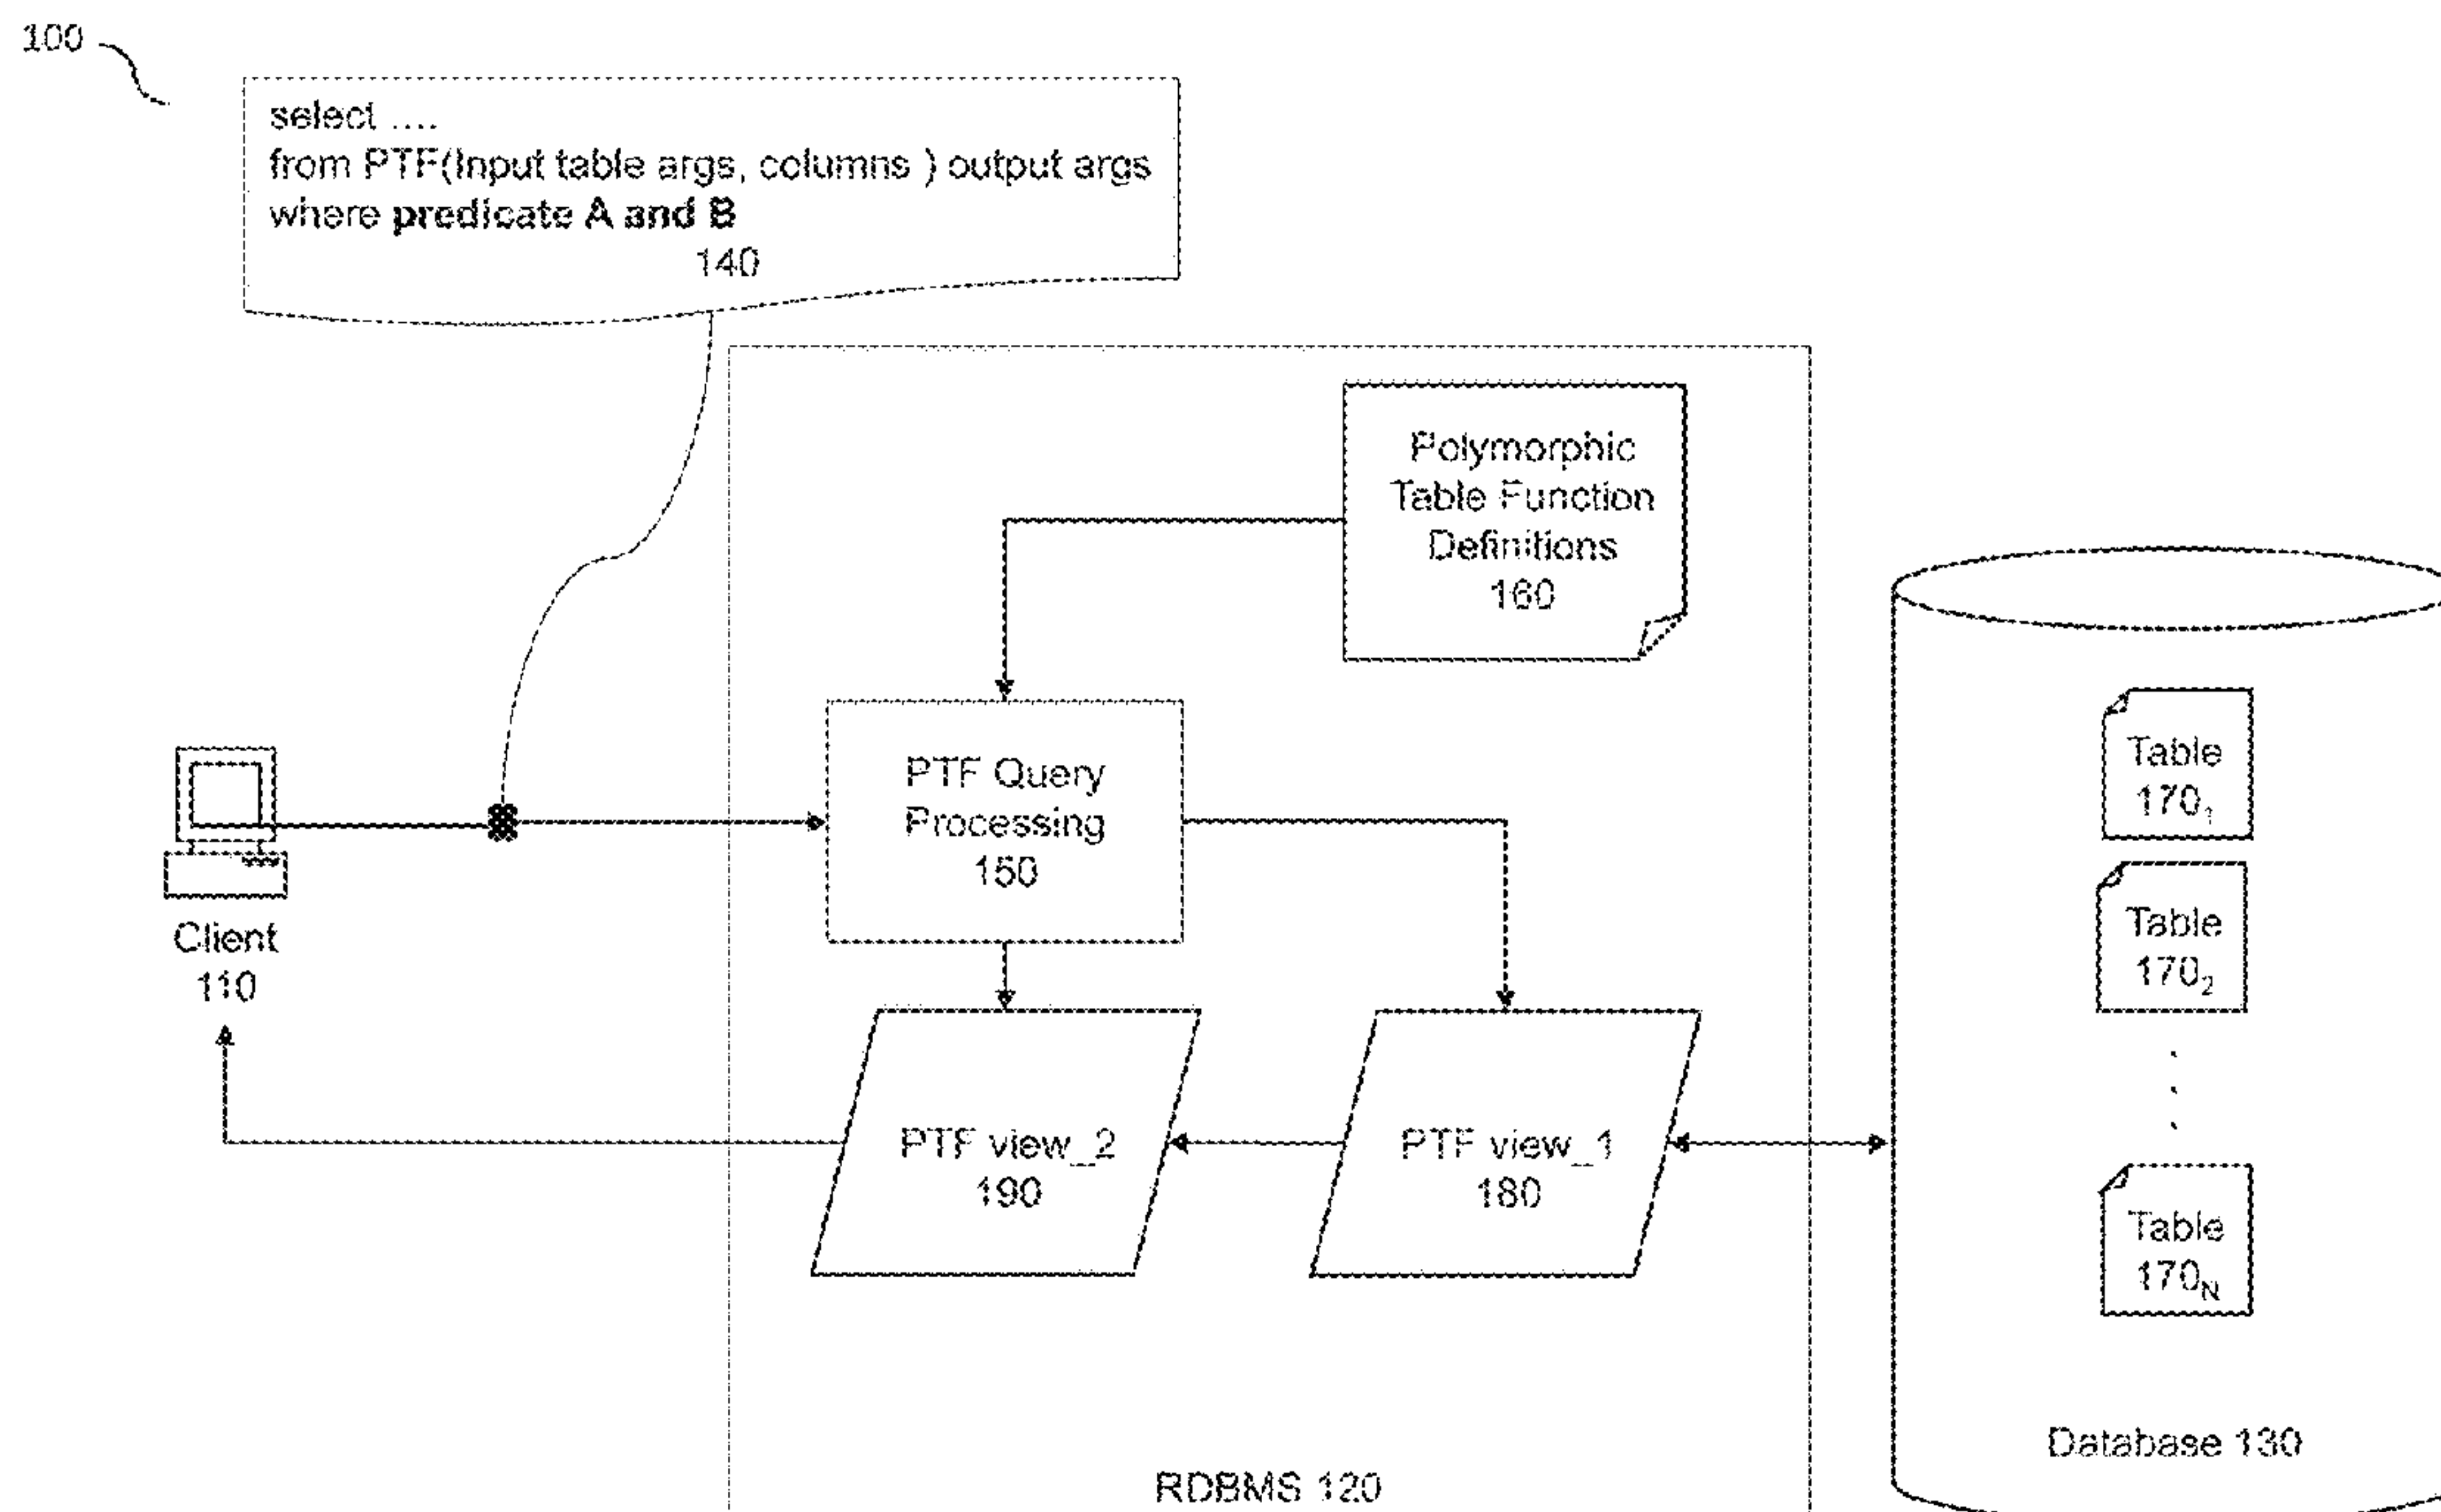 100
select ....
from PTF(Input table args, columns ) output args
where predicate A and B
140
Polymorphic
Table Function
Definitions
160
PTF Query
Processing
150
Client
110
Table
170₁
Table
170₂
Table
170N
PTF view_2
190
PTF view_1
180
Database 130
RDBMS 120